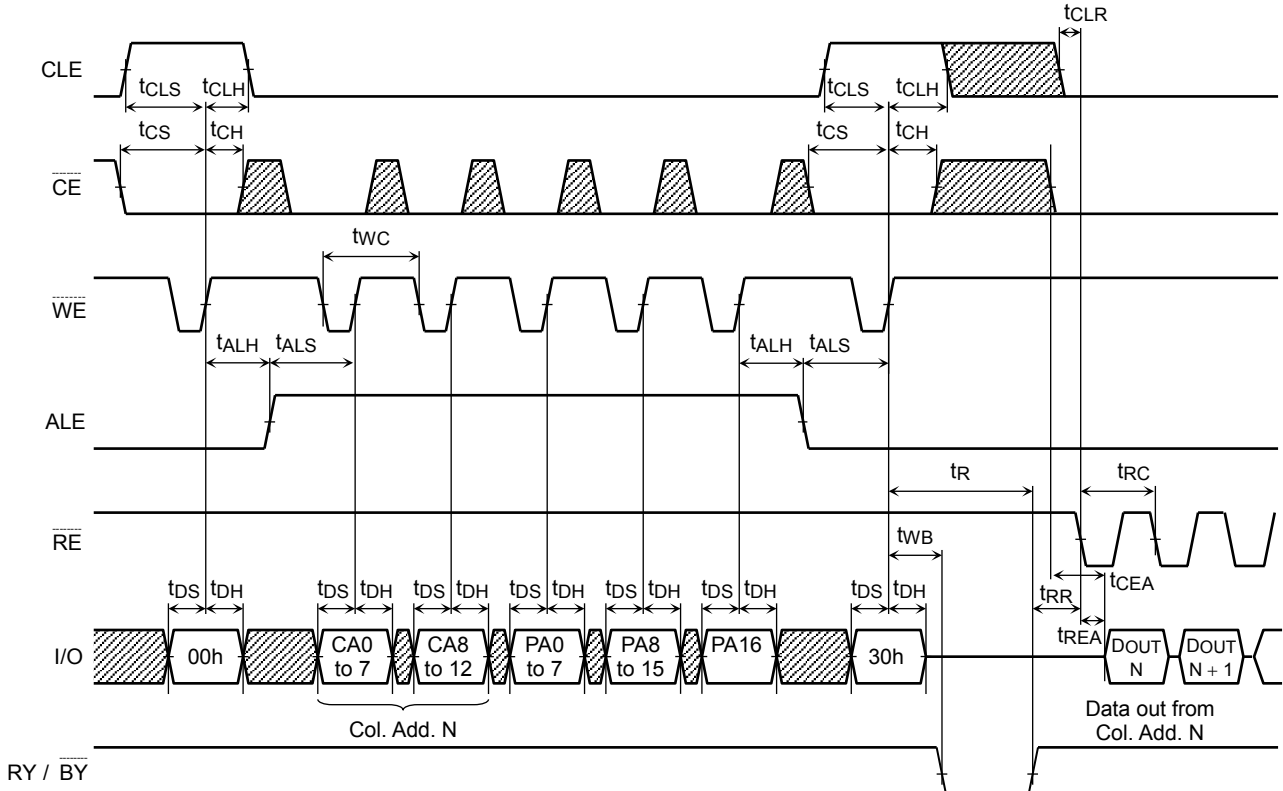 tCLR
CLE
tCLS tCLH tCLS tCLH
tCS tCH tCS tCH
CE
tWC
WE
tALH tALS tALH tALS
ALE
tR tRC
RE
tWB
tDS tDH tDS tDH tDS tDH tDS tDH tDS tDH tDS tDH tRR tCEA
tREA
I/O 00h CA0 to 7 CA8 to 12 PA0 to 7 PA8 to 15 PA16 30h DOUT N DOUT N + 1
Col. Add. N
Data out from
Col. Add. N
RY / BY